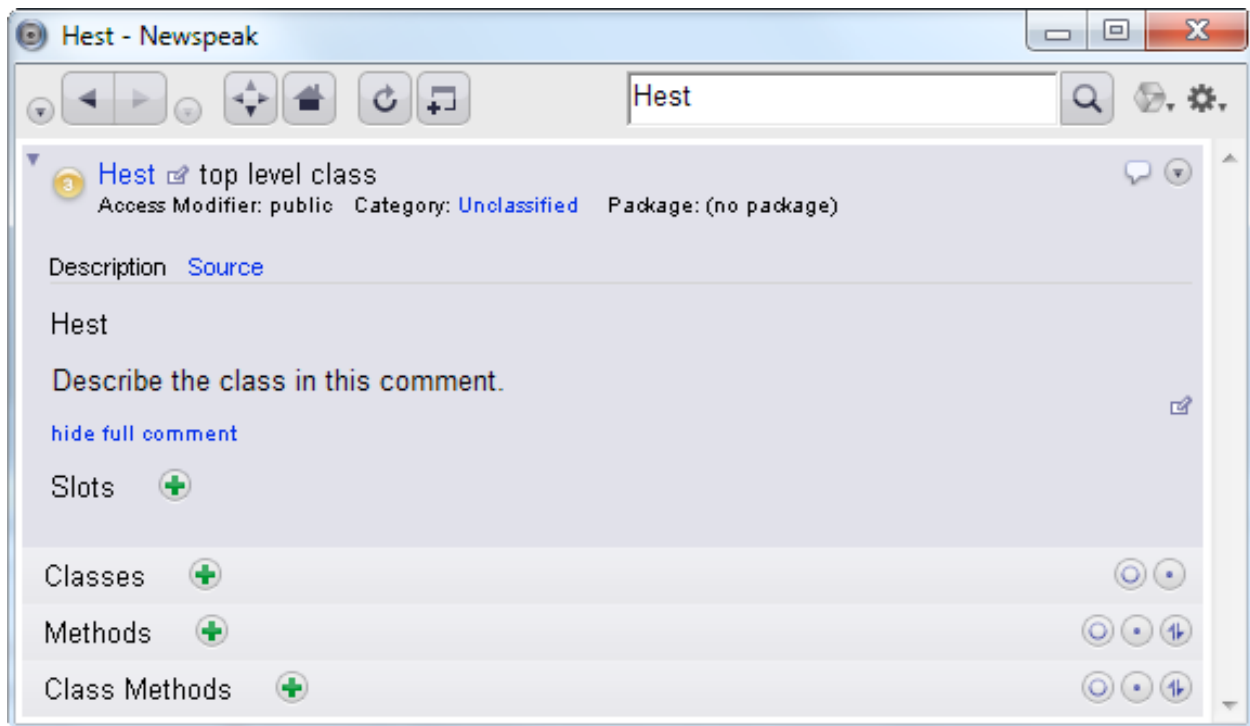 Hest - Newspeak
Hest
3 Hest top level class
Access Modifier: public Category: Unclassified Package: (no package)
Description Source
Hest
Describe the class in this comment.
hide full comment
Slots
Classes
Methods
Class Methods